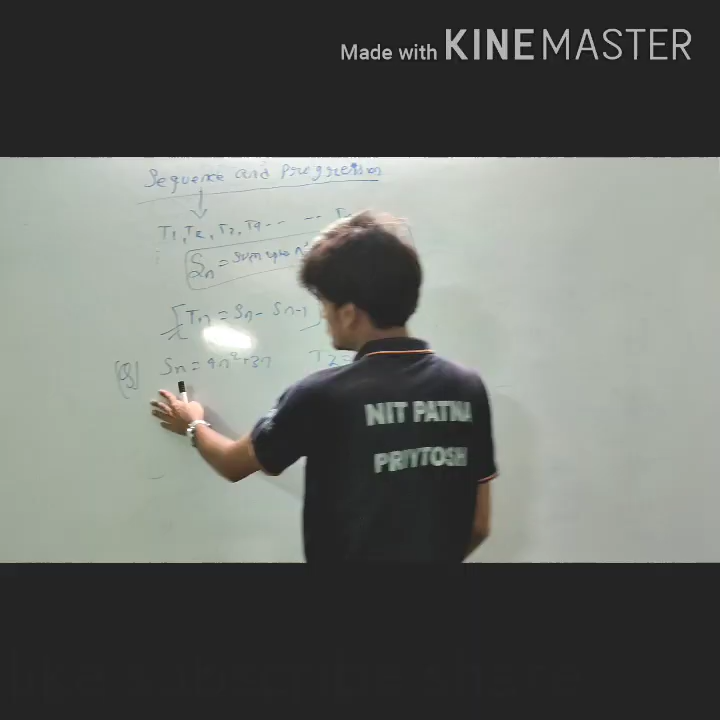 Made with KINEMASTER
Sequence and Progression
T1, T2, T3, T4 -- --
Sn = sum upto
Tn = Sn - Sn-1
(Q) Sn = 4n²+3n T2 =
NIT PATNA
PRIYTOSH